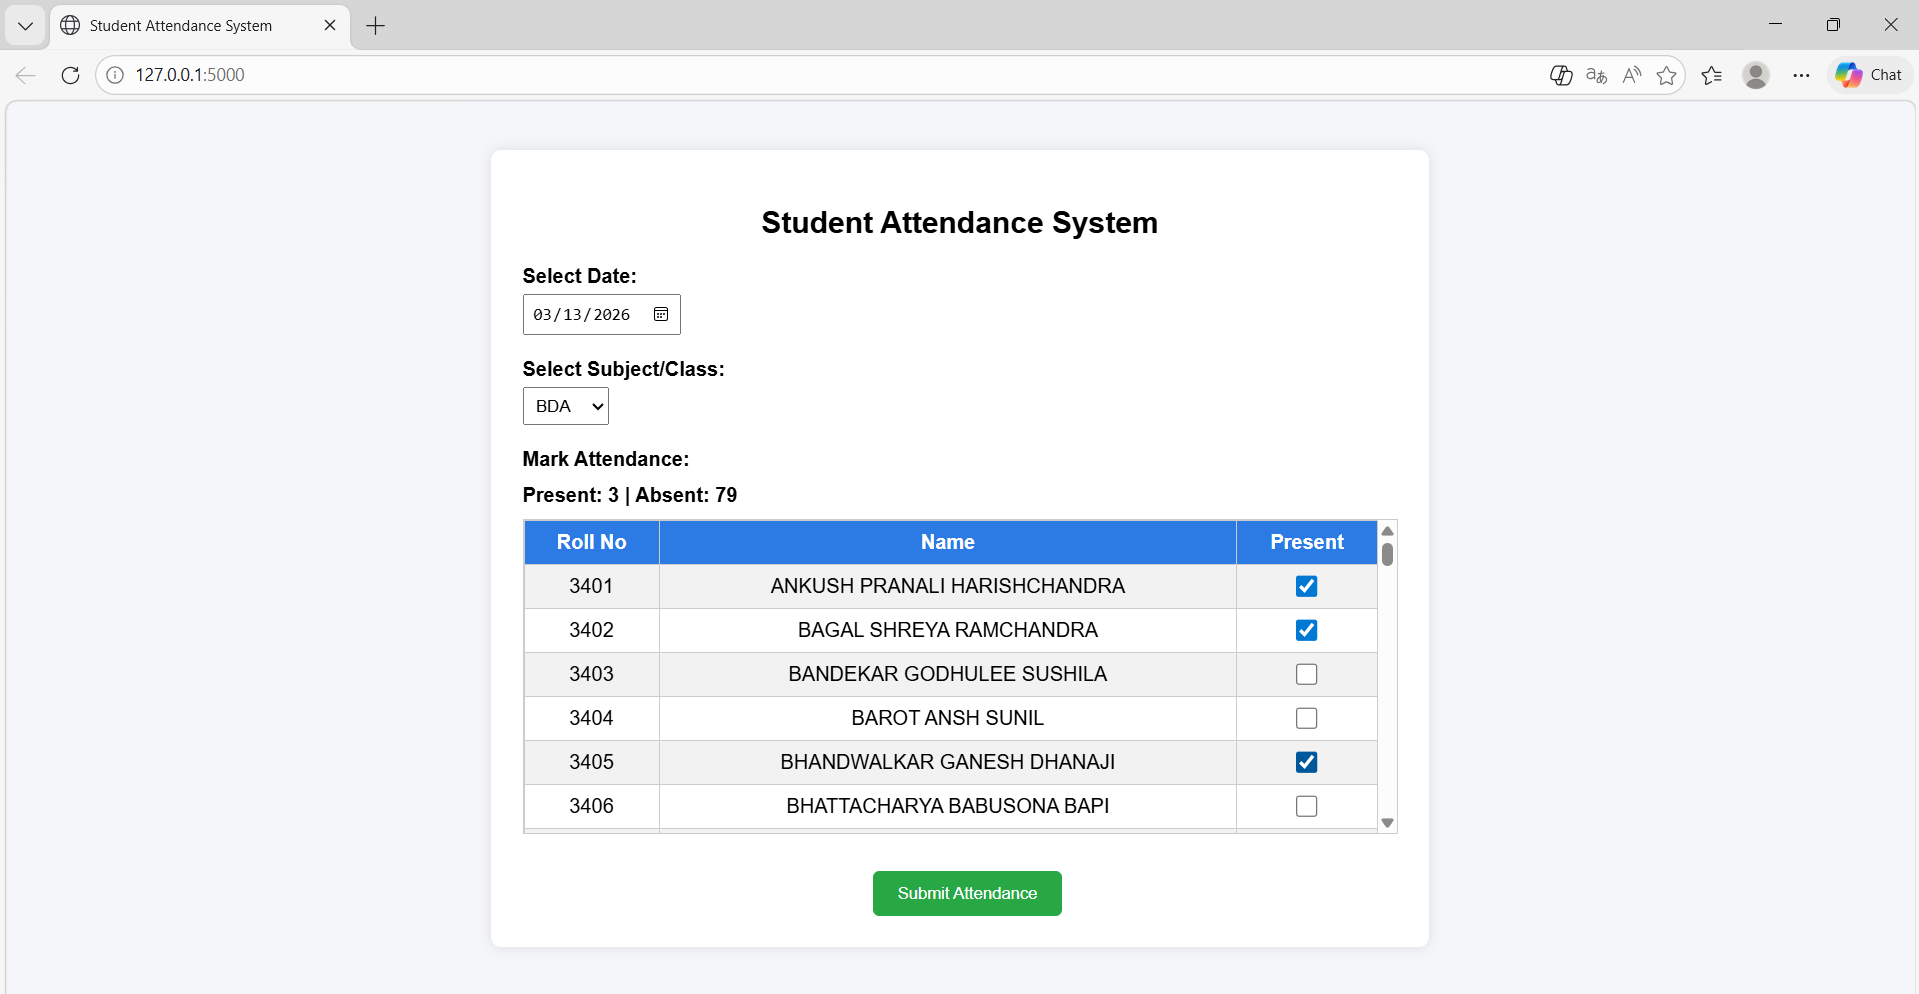 Student Attendance System
127.0.0.1:5000
Chat
Student Attendance System
Select Date:
03/13/2026
Select Subject/Class:
BDA
Mark Attendance:
Present: 3 | Absent: 79
Roll No Name Present
3401 ANKUSH PRANALI HARISHCHANDRA
3402 BAGAL SHREYA RAMCHANDRA
3403 BANDEKAR GODHULEE SUSHILA
3404 BAROT ANSH SUNIL
3405 BHANDWALKAR GANESH DHANAJI
3406 BHATTACHARYA BABUSONA BAPI
Submit Attendance